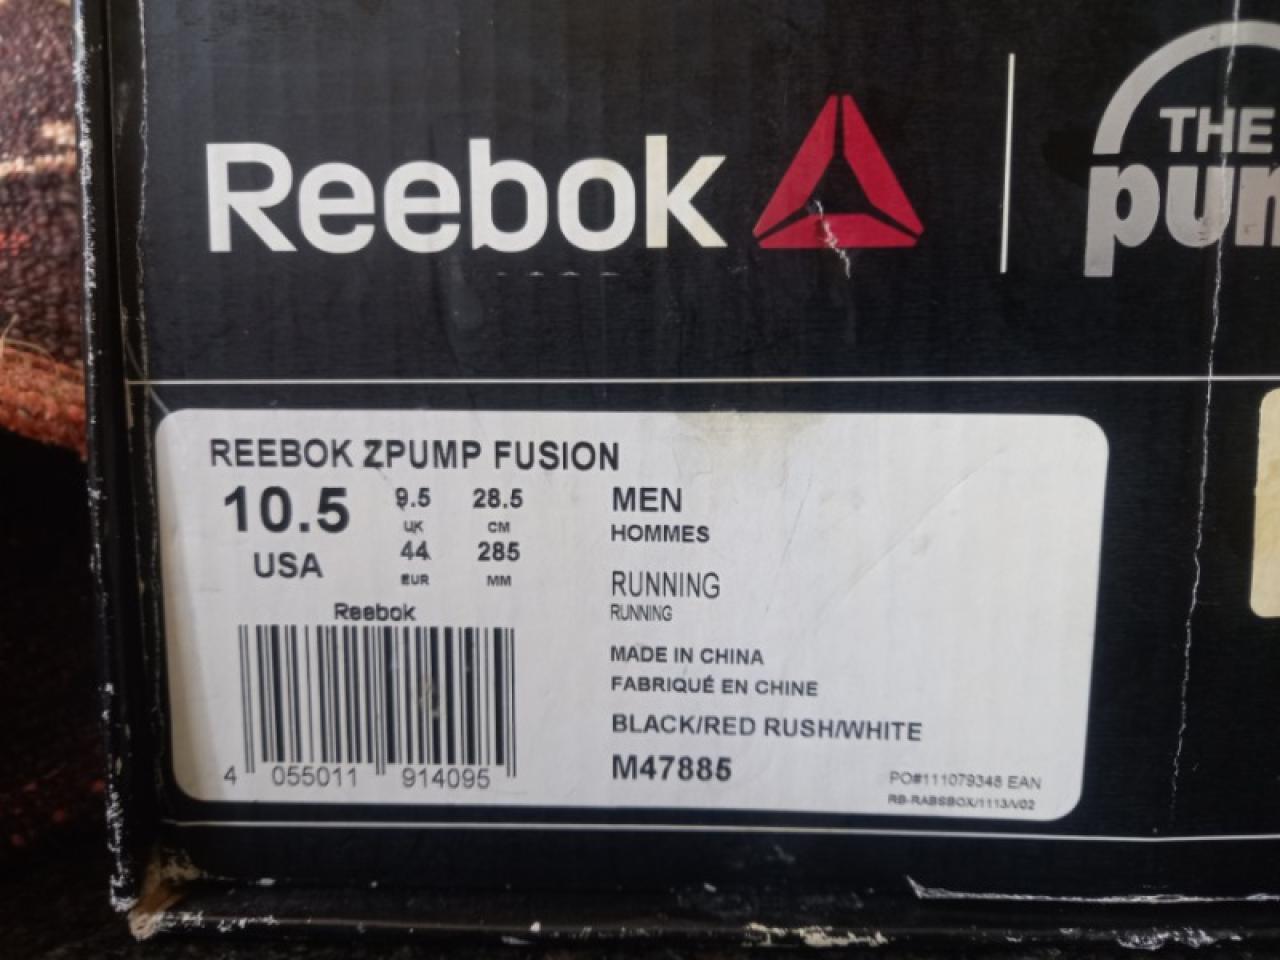 Reebok
THE
pum
REEBOK ZPUMP FUSION
10.5 9.5 28.5
UK CM
USA 44 285
EUR MM
Reebok
4 055011 914095
MEN
HOMMES
RUNNING
RUNNING
MADE IN CHINA
FABRIQUÉ EN CHINE
BLACK/RED RUSH/WHITE
M47885
PO#111079348 EAN
RB-RABSBOX/1113/V02